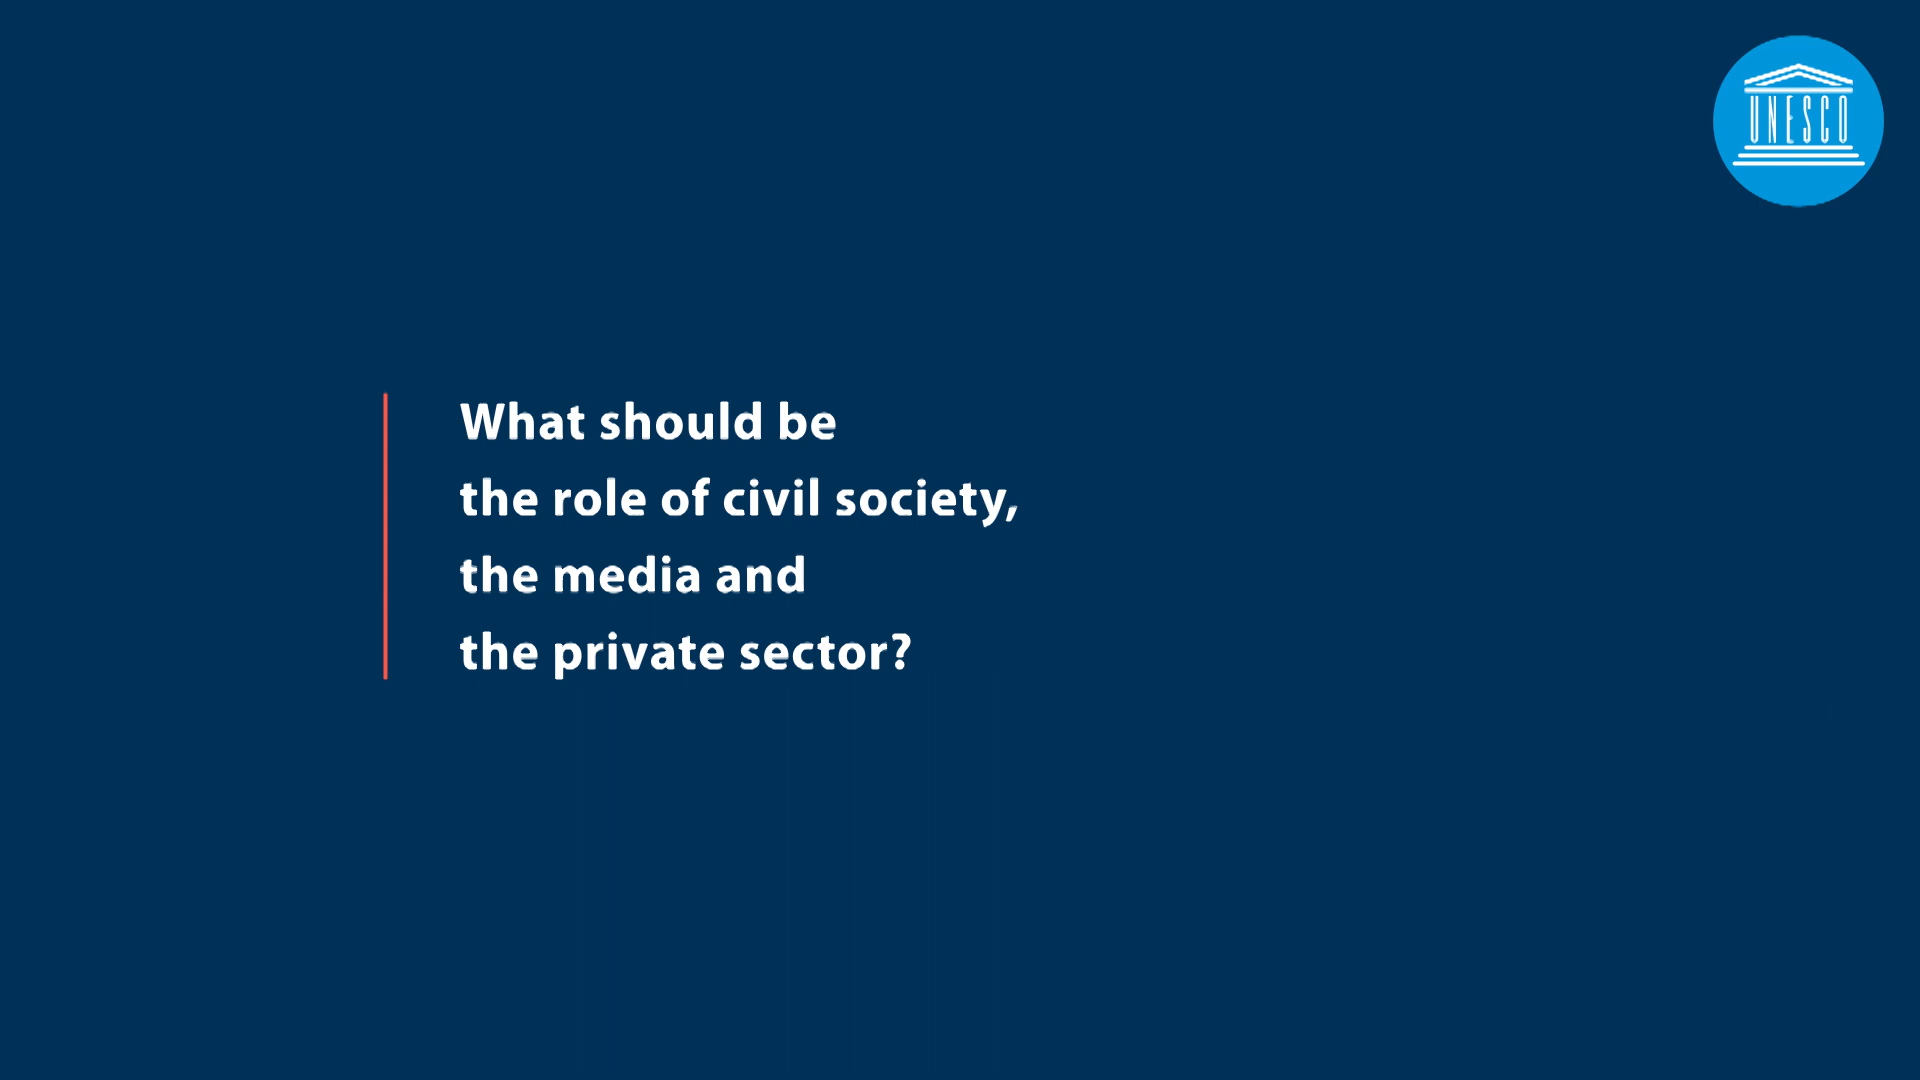 UNESCO
What should be
the role of civil society,
the media and
the private sector?